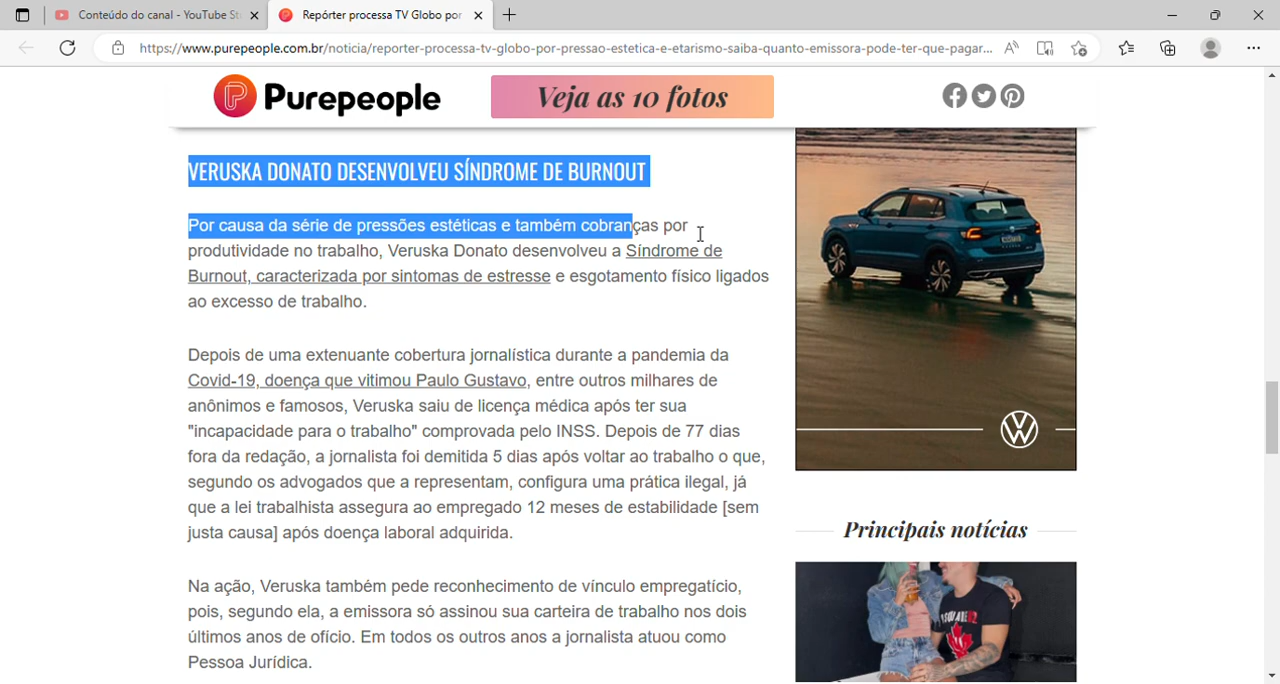 Conteúdo do canal - YouTube St
Repórter processa TV Globo por
https://www.purepeople.com.br/noticia/reporter-processa-tv-globo-por-pressao-estetica-e-etarismo-saiba-quanto-emissora-pode-ter-que-pagar...
Purepeople
Veja as 10 fotos
VERUSKA DONATO DESENVOLVEU SÍNDROME DE BURNOUT
Por causa da série de pressões estéticas e também cobranças por
produtividade no trabalho, Veruska Donato desenvolveu a Síndrome de
Burnout, caracterizada por sintomas de estresse e esgotamento físico ligados
ao excesso de trabalho.
Depois de uma extenuante cobertura jornalística durante a pandemia da
Covid-19, doença que vitimou Paulo Gustavo, entre outros milhares de
anônimos e famosos, Veruska saiu de licença médica após ter sua
"incapacidade para o trabalho" comprovada pelo INSS. Depois de 77 dias
fora da redação, a jornalista foi demitida 5 dias após voltar ao trabalho o que,
segundo os advogados que a representam, configura uma prática ilegal, já
que a lei trabalhista assegura ao empregado 12 meses de estabilidade [sem
justa causa] após doença laboral adquirida.
Na ação, Veruska também pede reconhecimento de vínculo empregatício,
pois, segundo ela, a emissora só assinou sua carteira de trabalho nos dois
últimos anos de ofício. Em todos os outros anos a jornalista atuou como
Pessoa Jurídica.
Principais notícias